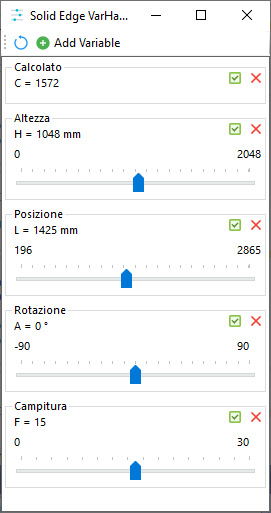 Solid Edge VarHa...
Add Variable
Calcolato
C = 1572
Altezza
H = 1048 mm
0 2048
Posizione
L = 1425 mm
196 2865
Rotazione
A = 0 °
-90 90
Campitura
F = 15
0 30